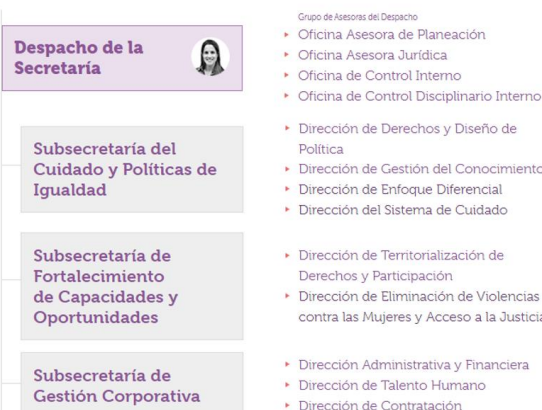 Grupo de Asesoras del Despacho
Despacho de la
Secretaría
Oficina Asesora de Planeación
Oficina Asesora Jurídica
Oficina de Control Interno
Oficina de Control Disciplinario Interno
Subsecretaría del
Cuidado y Políticas de
Igualdad
Dirección de Derechos y Diseño de
Política
Dirección de Gestión del Conocimiento
Dirección de Enfoque Diferencial
Dirección del Sistema de Cuidado
Subsecretaría de
Fortalecimiento
de Capacidades y
Oportunidades
Dirección de Territorialización de
Derechos y Participación
Dirección de Eliminación de Violencias
contra las Mujeres y Acceso a la Justicia
Subsecretaría de
Gestión Corporativa
Dirección Administrativa y Financiera
Dirección de Talento Humano
Dirección de Contratación